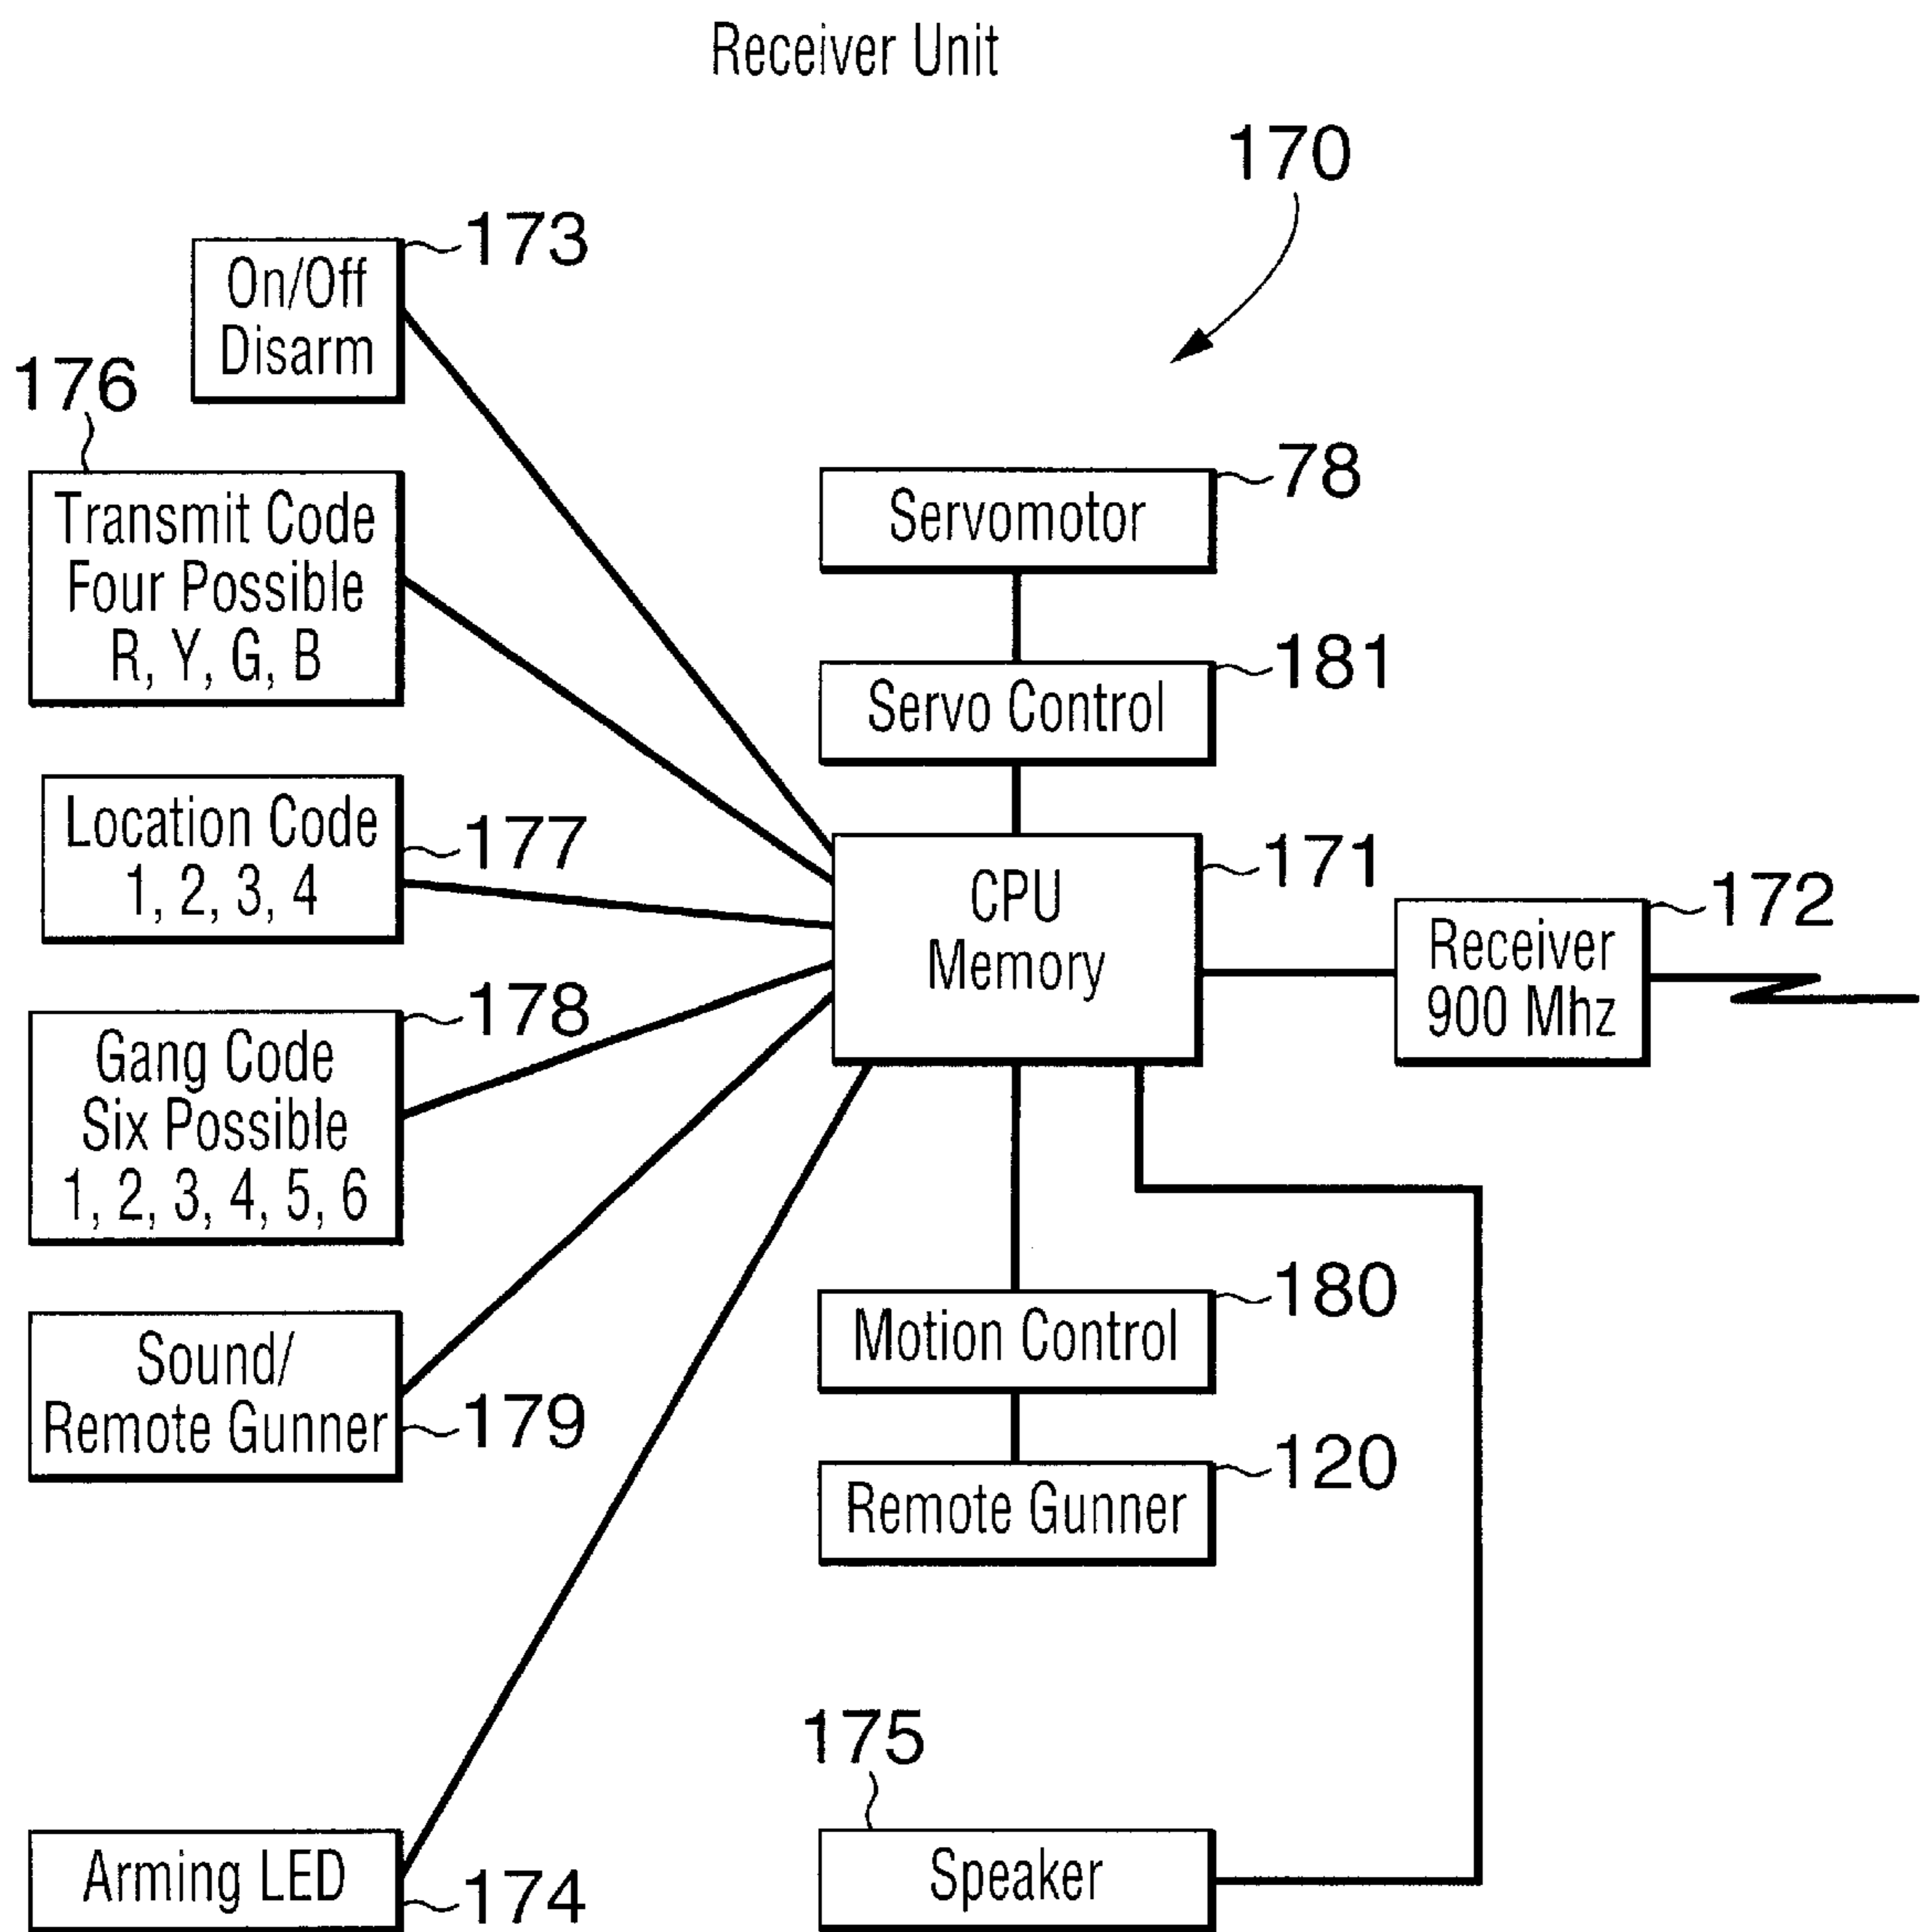 Receiver Unit
170
173
On/Off
Disarm
176
Transmit Code
Four Possible
R, Y, G, B
78
Servomotor
181
Servo Control
Location Code
1, 2, 3, 4
177
171
CPU
Memory
172
Receiver
900 Mhz
178
Gang Code
Six Possible
1, 2, 3, 4, 5, 6
180
Motion Control
Sound/
Remote Gunner
179
120
Remote Gunner
175
Speaker
Arming LED
174